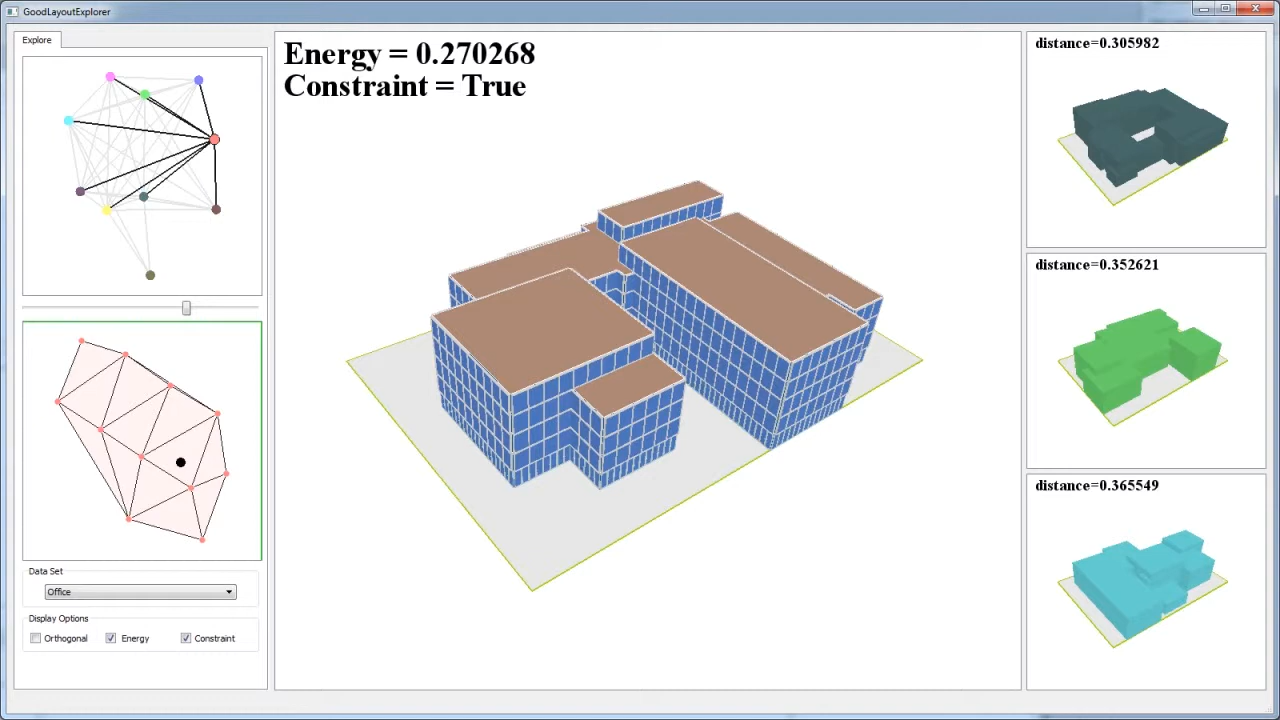 GoodLayoutExplorer
Explore
Energy = 0.270268
Constraint = True
distance=0.305982
distance=0.352621
distance=0.365549
Data Set
Office
Display Options
Orthogonal
Energy
Constraint